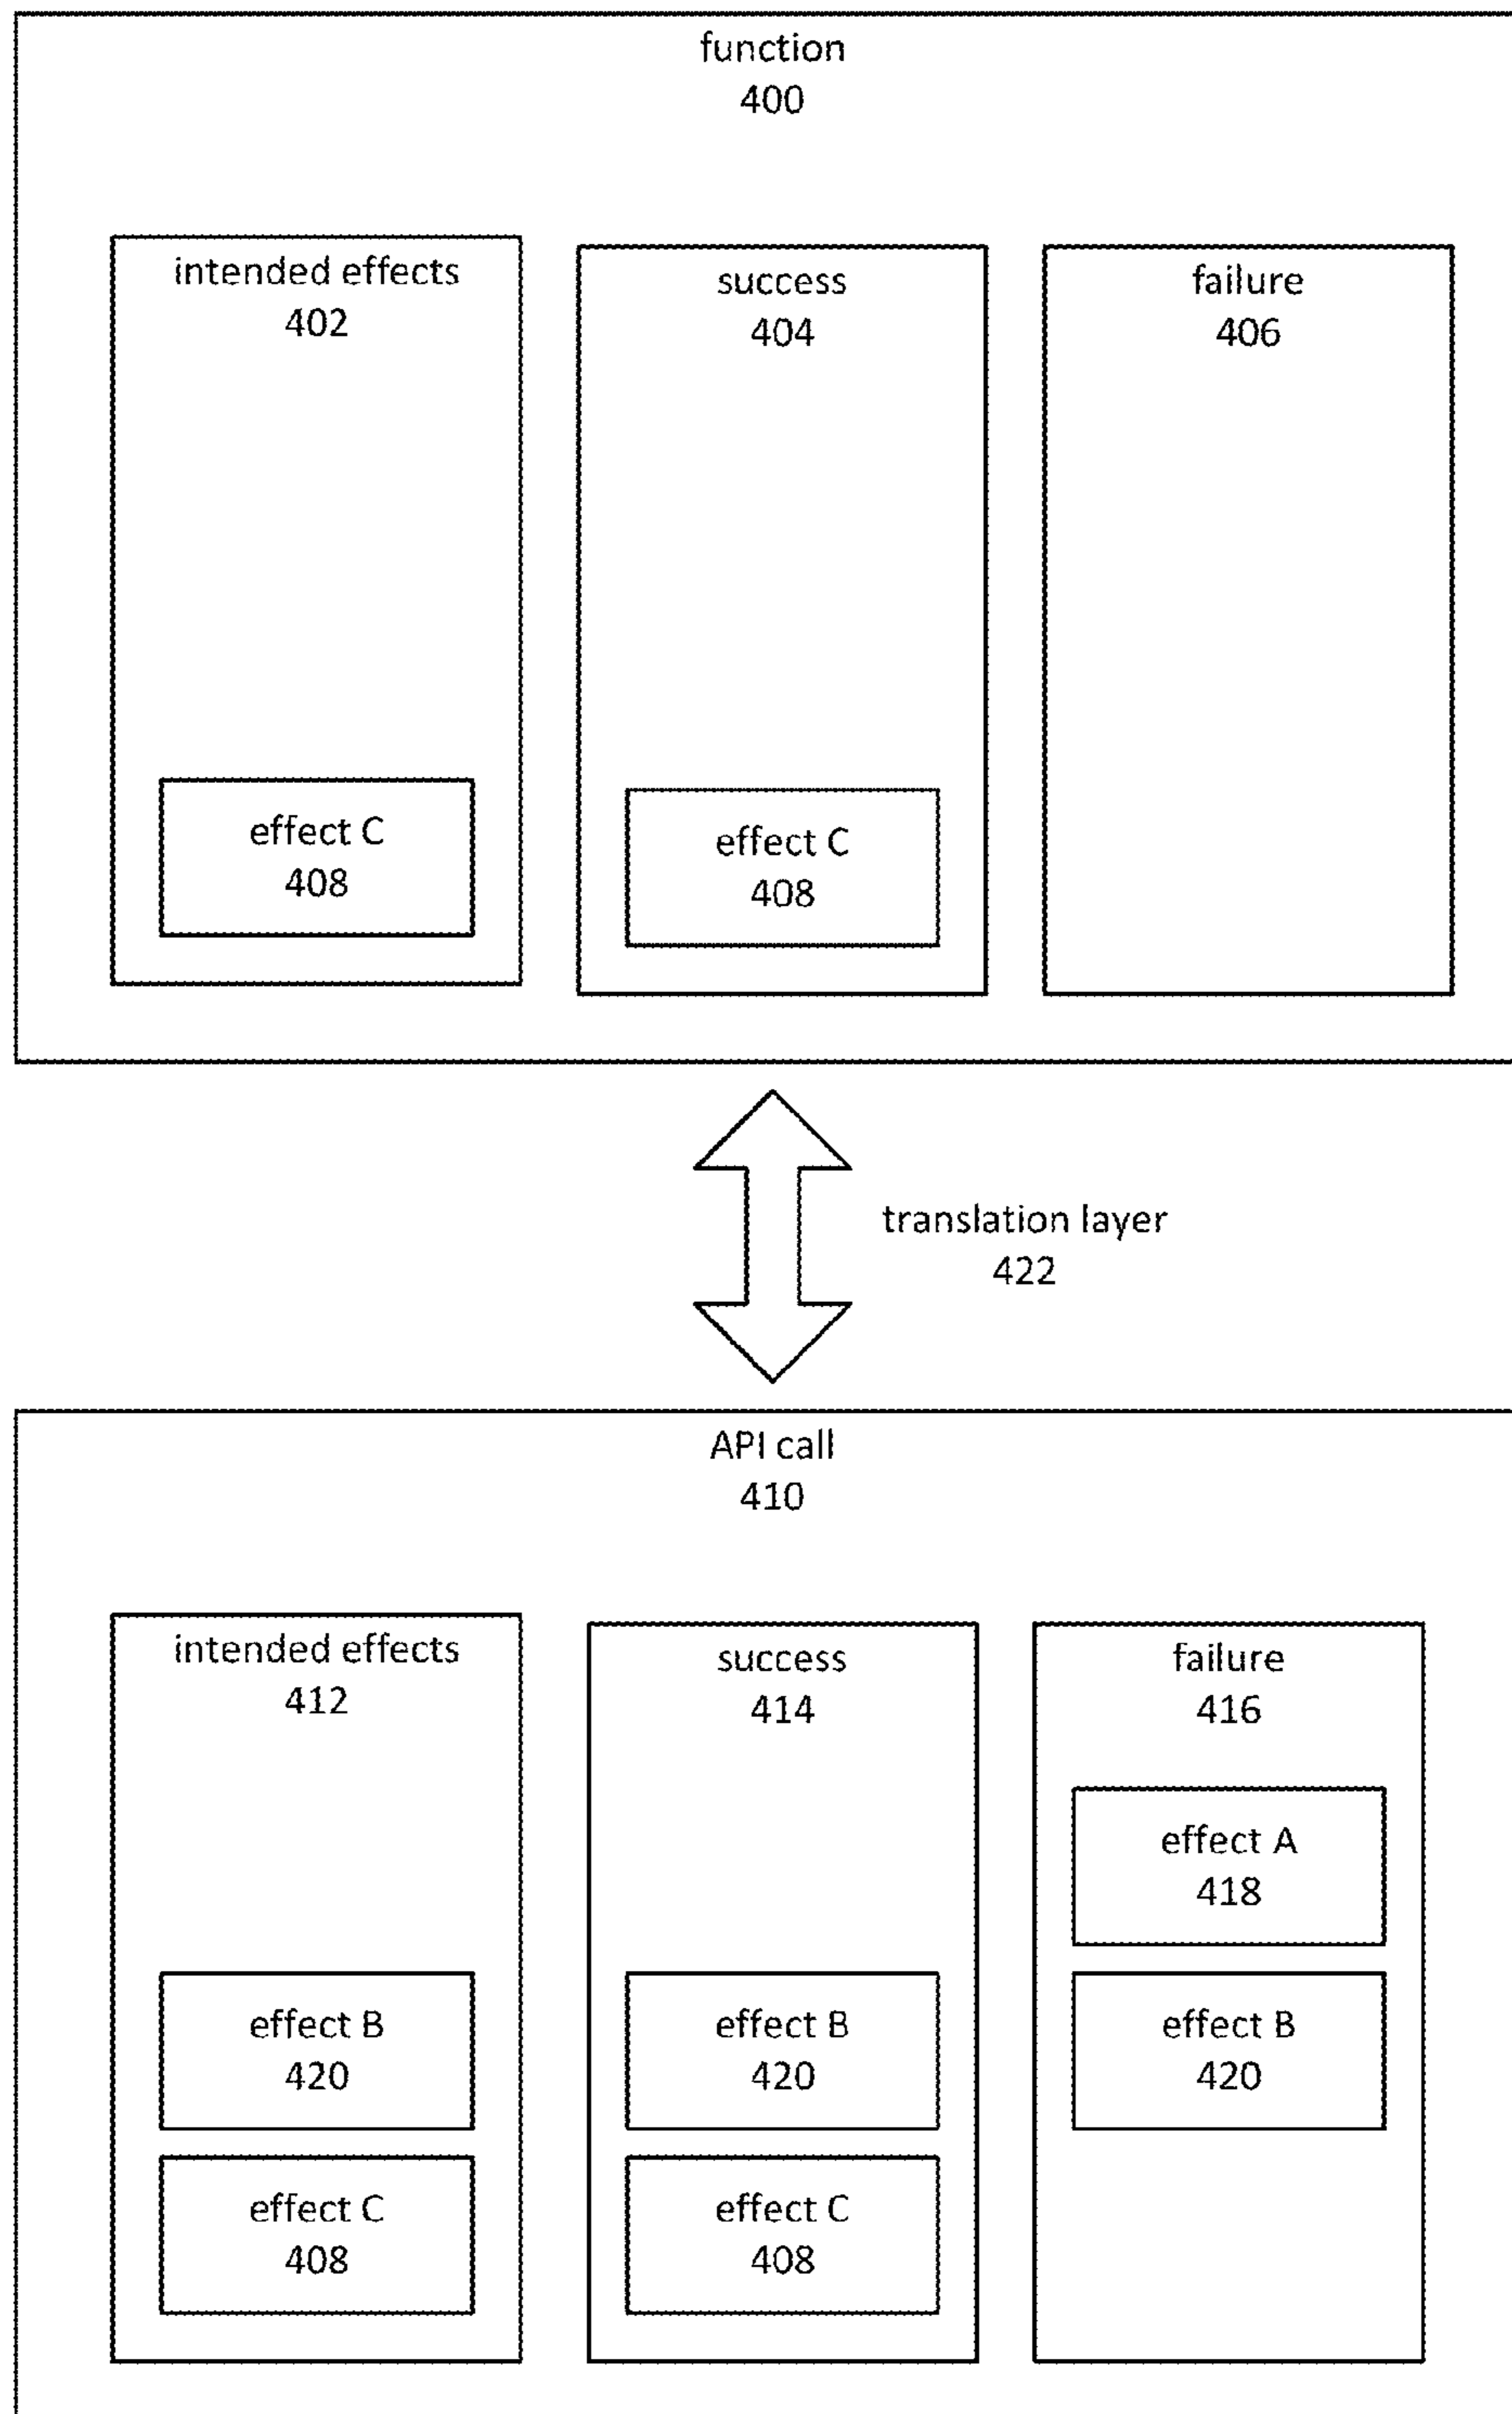 function
400
intended effects
402
success
404
failure
406
effect C
408
effect C
408
translation layer
422
API call
410
intended effects
412
success
414
failure
416
effect A
418
effect B
420
effect B
420
effect B
420
effect C
408
effect C
408